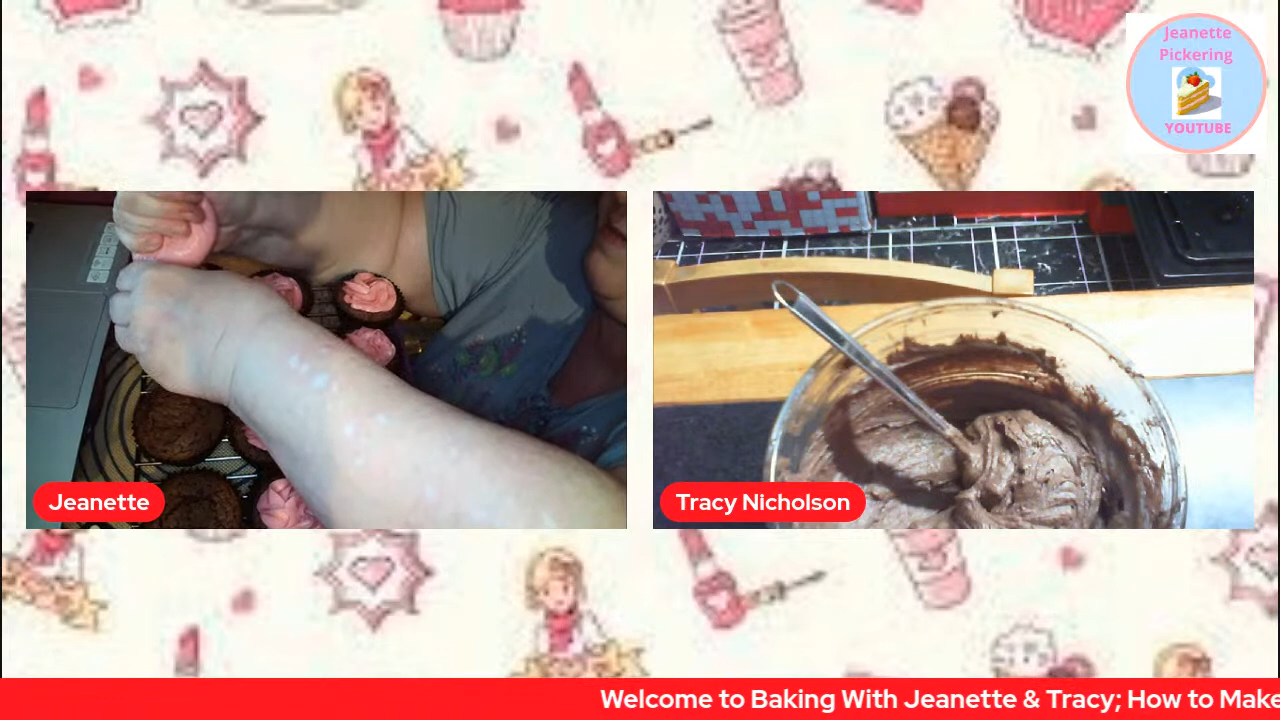 Jeanette
Pickering
YOUTUBE
Jeanette
Tracy Nicholson
Welcome to Baking With Jeanette & Tracy; How to Make